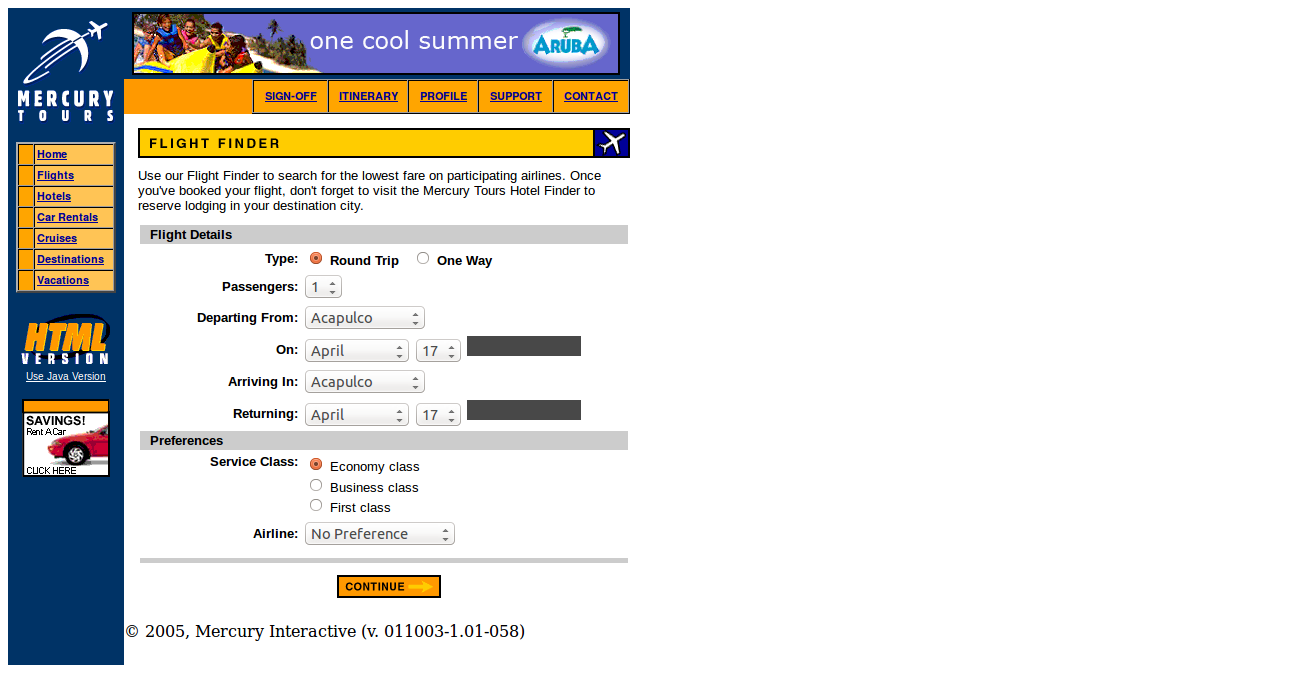 one cool summer
ARUBA
MERCURY
TOURS
SIGN-OFF ITINERARY PROFILE SUPPORT CONTACT
Home
Flights
Hotels
Car Rentals
Cruises
Destinations
Vacations
HTML
VERSION
Use Java Version
SAVINGS!
Rent A Car
CLICK HERE
FLIGHT FINDER
Use our Flight Finder to search for the lowest fare on participating airlines. Once
you've booked your flight, don't forget to visit the Mercury Tours Hotel Finder to
reserve lodging in your destination city.
Flight Details
Type: Round Trip One Way
Passengers: 1
Departing From: Acapulco
On: April 17
Arriving In: Acapulco
Returning: April 17
Preferences
Service Class: Economy class
Business class
First class
Airline: No Preference
CONTINUE
© 2005, Mercury Interactive (v. 011003-1.01-058)